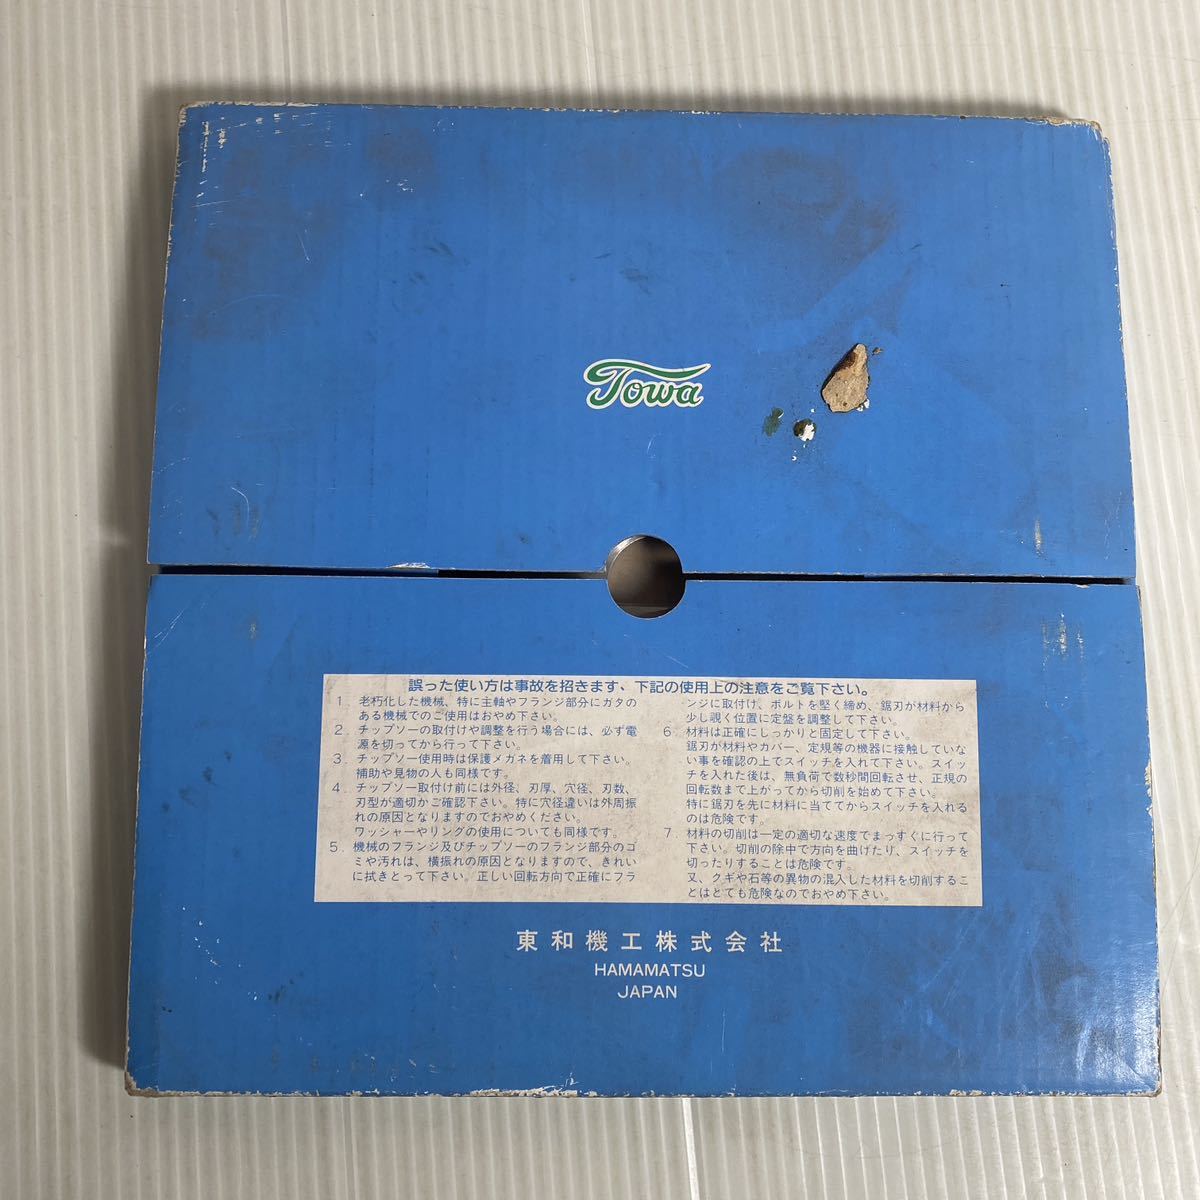 Towa
誤った使い方は事故を招きます、下記の使用上の注意をご覧下さい。
1. 老朽化した機械、特に主軸やフランジ部分にガタの
ある機械でのご使用はおやめ下さい。
2. チップソーの取付けや調整を行う場合には、必ず電
源を切ってから行って下さい。
3. チップソー使用時は保護メガネを着用して下さい。
補助や見物の人も同様です。
4. チップソー取付け前には外径、刃厚、穴径、刃数、
刃型が適切かご確認下さい。特に穴径違いは外周振
れの原因となりますのでおやめください。
ワッシャーやリングの使用についても同様です。
5. 機械のフランジ及びチップソーのフランジ部分のゴ
ミや汚れは、横振れの原因となりますので、きれい
に拭きとって下さい。正しい回転方向で正確にフラ
ンジに取付け、ボルトを堅く締め、鋸刃が材料から
少し覗く位置に定盤を調整して下さい。
6. 材料は正確にしっかりと固定して下さい。
鋸刃が材料やカバー、定規等の機器に接触していな
い事を確認の上でスイッチを入れて下さい。スイッ
チを入れた後は、無負荷で数秒間回転させ、正規の
回転数まで上がってから切削を始めて下さい。
特に鋸刃を先に材料に当ててからスイッチを入れる
のは危険です。
7. 材料の切削は一定の適切な速度でまっすぐに行って
下さい。切削の除中で方向を曲げたり、スイッチを
切ったりすることは危険です。
又、クギや石等の異物の混入した材料を切削するこ
とはとても危険なのでおやめ下さい。
東和機工株式会社
HAMAMATSU
JAPAN